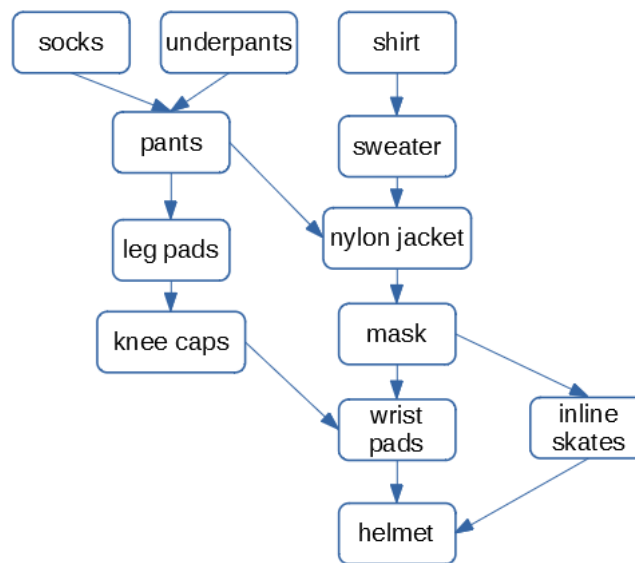 socks
underpants
shirt
pants
sweater
leg pads
nylon jacket
knee caps
mask
wrist
pads
inline
skates
helmet